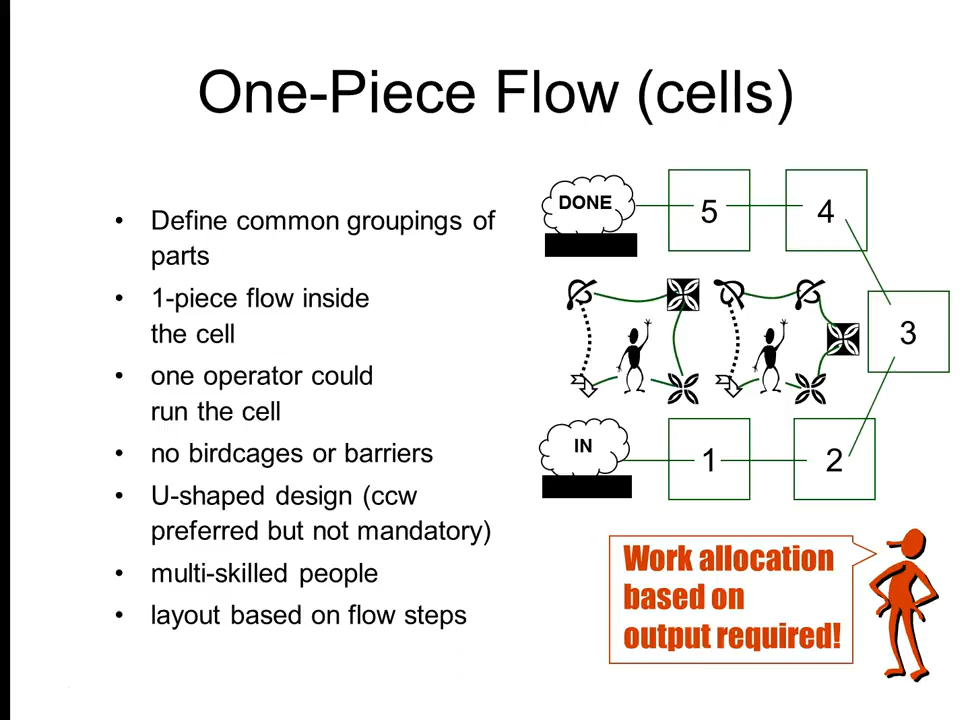 One-Piece Flow (cells)
• Define common groupings of
parts
• 1-piece flow inside
the cell
• one operator could
run the cell
• no birdcages or barriers
• U-shaped design (ccw
preferred but not mandatory)
• multi-skilled people
• layout based on flow steps
DONE
5
4
3
IN
1
2
Work allocation
based on
output required!